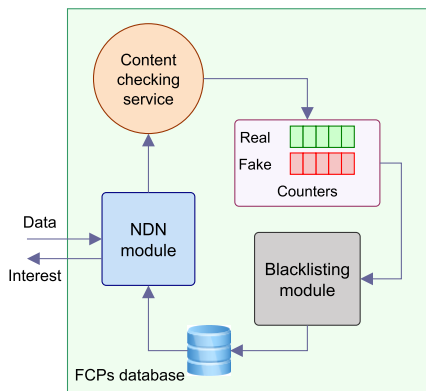 Content
checking
service
Real
Fake
Counters
Data
Interest
NDN
module
Blacklisting
module
FCPs database